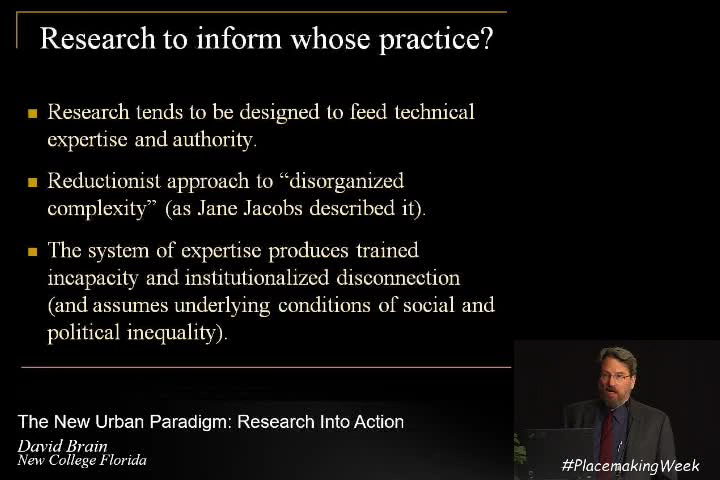 Research to inform whose practice?
Research tends to be designed to feed technical
expertise and authority.
Reductionist approach to “disorganized
complexity” (as Jane Jacobs described it).
The system of expertise produces trained
incapacity and institutionalized disconnection
(and assumes underlying conditions of social and
political inequality).
The New Urban Paradigm: Research Into Action
David Brain
New College Florida
#PlacemakingWeek